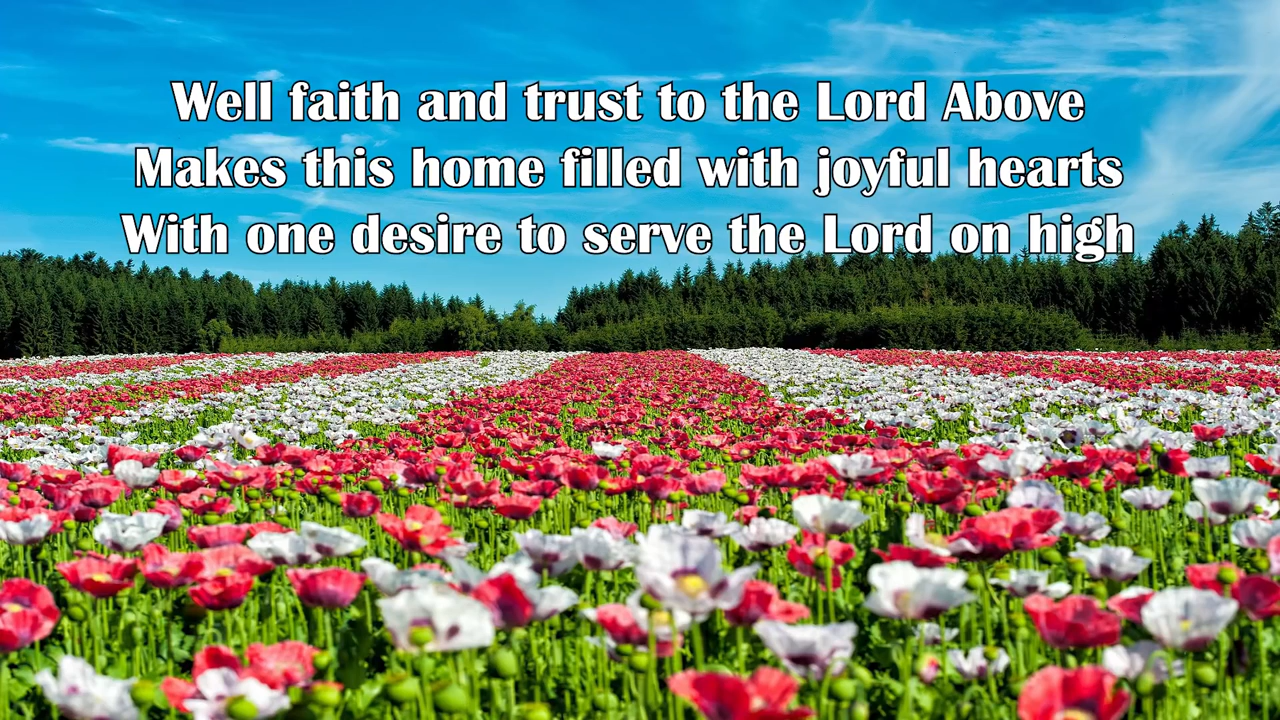 Well faith and trust to the Lord Above
Makes this home filled with joyful hearts
With one desire to serve the Lord on high